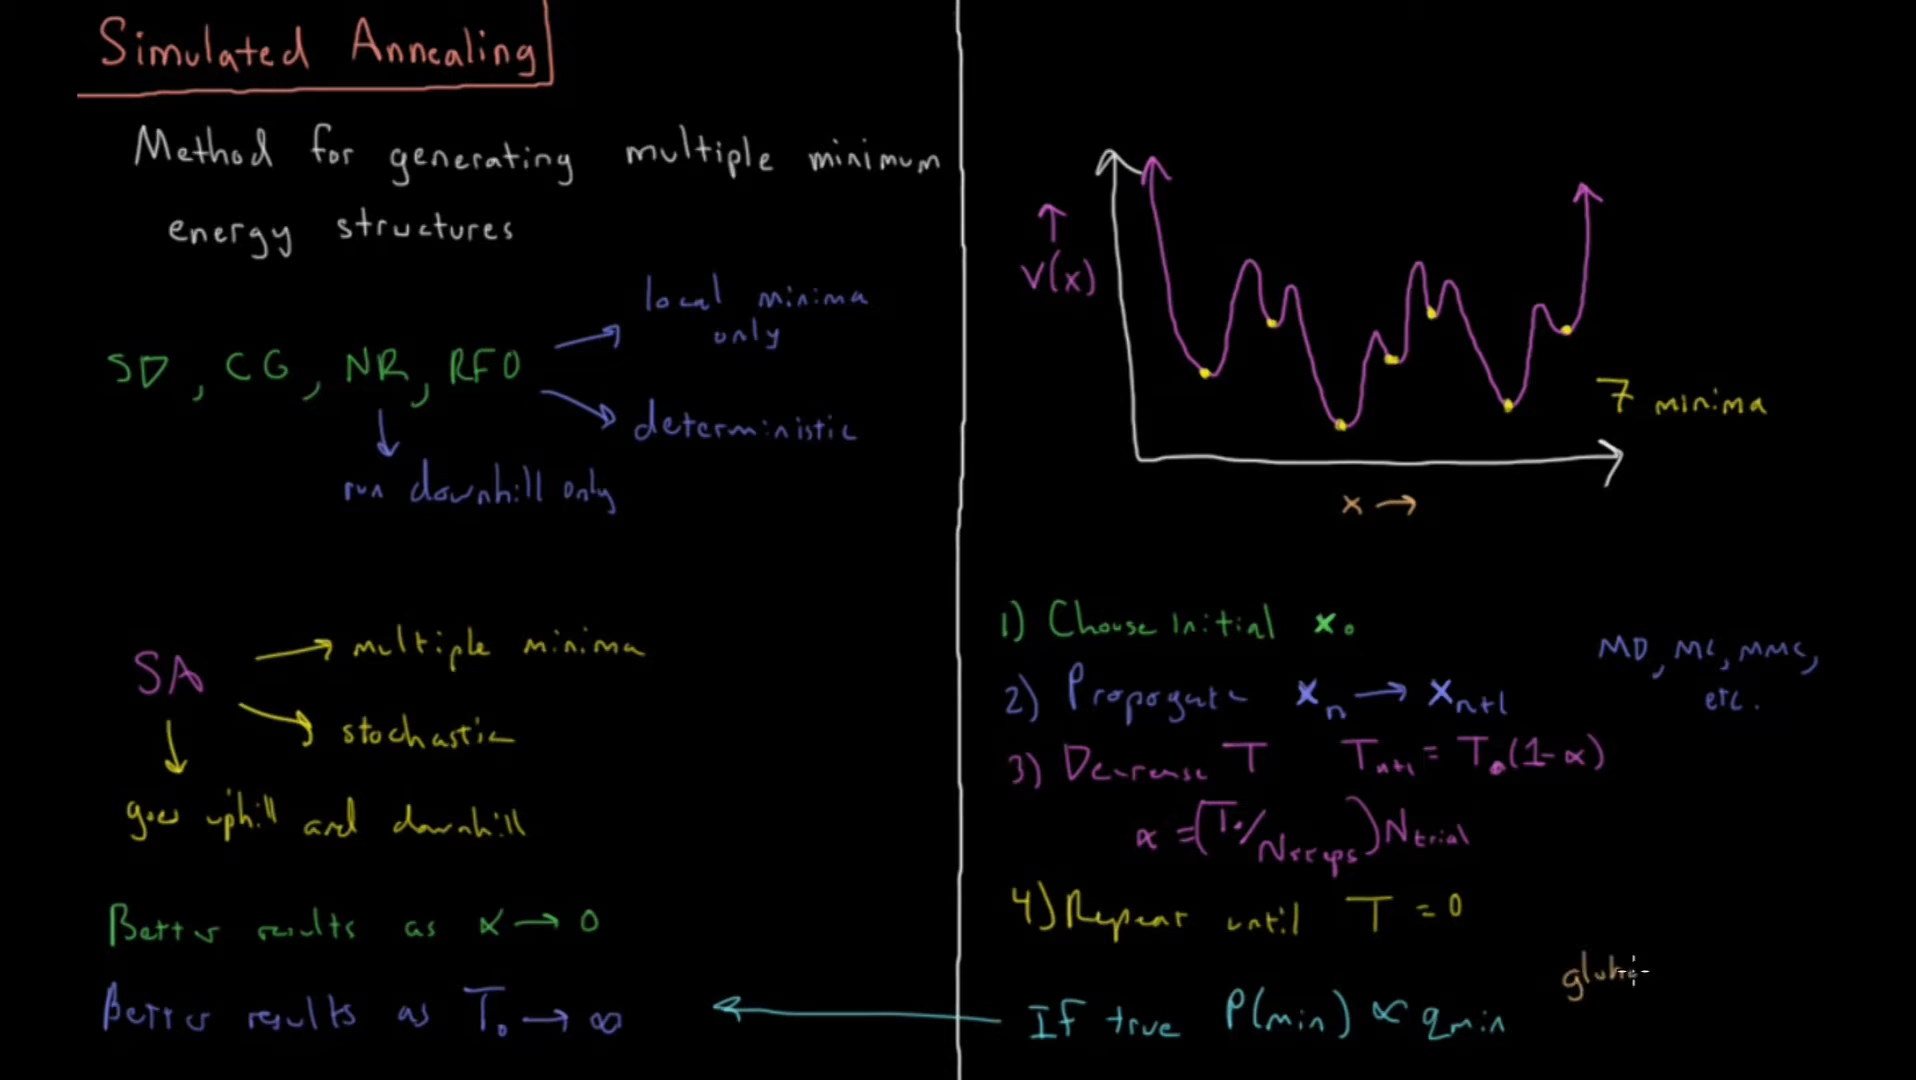 Simulated Annealing
Method for generating multiple minimum
energy structures
SD, CG, NR, RFO
local minima
only
deterministic
run downhill only
SA
multiple minima
stochastic
goes uphill and downhill
Better results as α → 0
Better results as T₀ → ∞
↑
V(x)
7 minima
x →
1) Choose initial x₀
2) Propogate xₙ → xₙ₊₁
MD, MC, MMC,
etc.
3) Decrease T Tₙ₊₁ = T₀(1-α)
α = (T₀/Nsteps)Ntrial
4) Repeat until T = 0
If true P(min) ∝ qmin